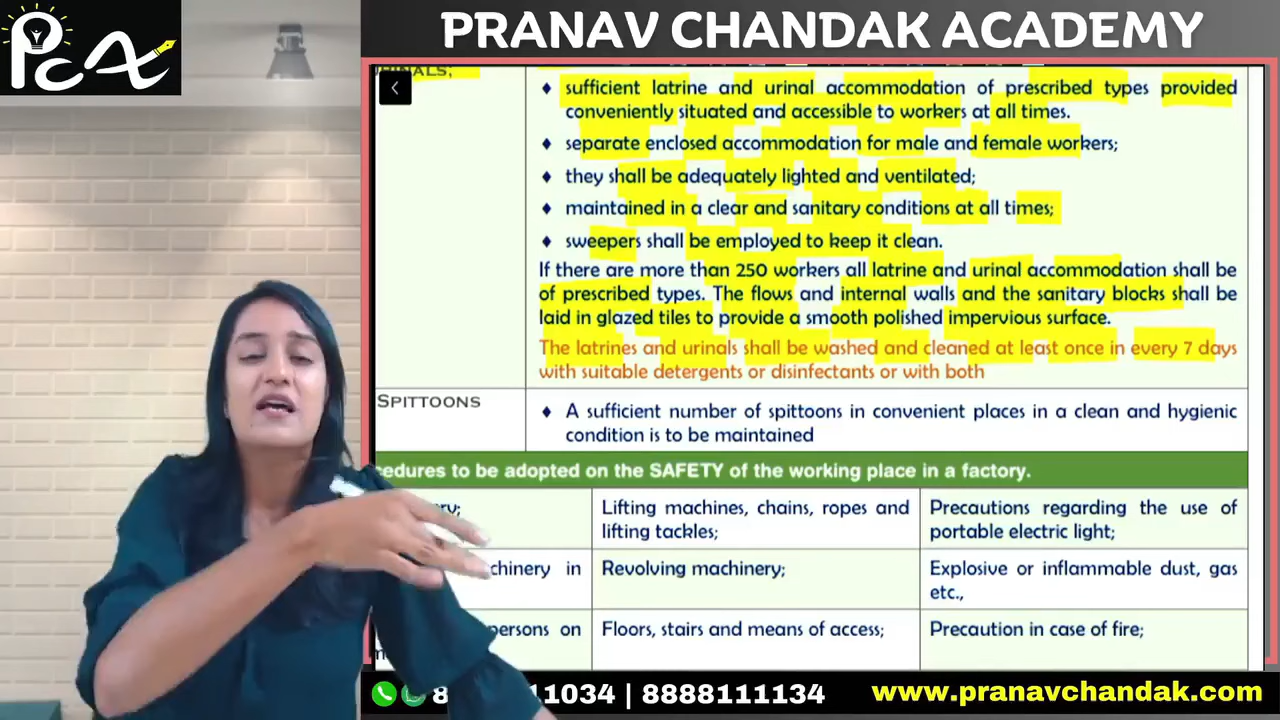 PCA
PRANAV CHANDAK ACADEMY
URINALS;
♦ sufficient latrine and urinal accommodation of prescribed types provided
conveniently situated and accessible to workers at all times.
♦ separate enclosed accommodation for male and female workers;
♦ they shall be adequately lighted and ventilated;
♦ maintained in a clear and sanitary conditions at all times;
♦ sweepers shall be employed to keep it clean.
If there are more than 250 workers all latrine and urinal accommodation shall be
of prescribed types. The flows and internal walls and the sanitary blocks shall be
laid in glazed tiles to provide a smooth polished impervious surface.
The latrines and urinals shall be washed and cleaned at least once in every 7 days
with suitable detergents or disinfectants or with both
SPITTOONS
♦ A sufficient number of spittoons in convenient places in a clean and hygienic
condition is to be maintained
cedures to be adopted on the SAFETY of the working place in a factory.
ry;
Lifting machines, chains, ropes and
lifting tackles;
Precautions regarding the use of
portable electric light;
chinery in
Revolving machinery;
Explosive or inflammable dust, gas
etc.,
persons on
Floors, stairs and means of access;
Precaution in case of fire;
8 11034 | 8888111134
www.pranavchandak.com